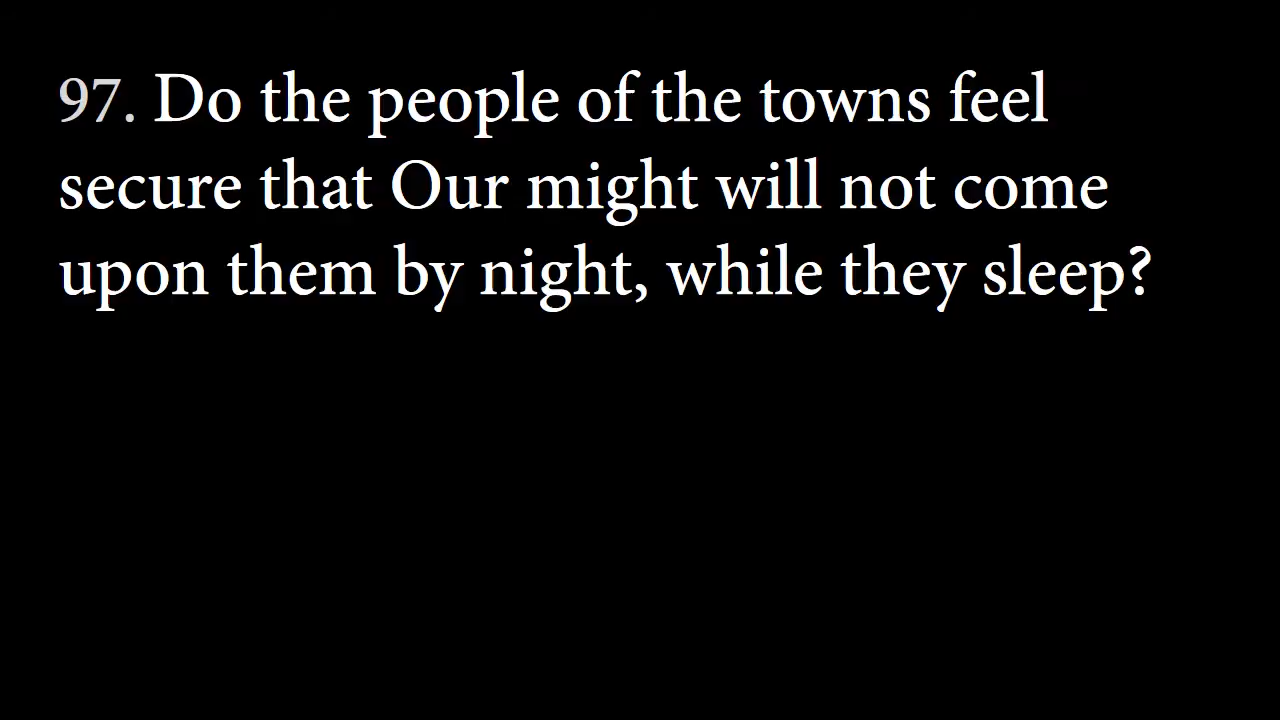 97. Do the people of the towns feel
secure that Our might will not come
upon them by night, while they sleep?